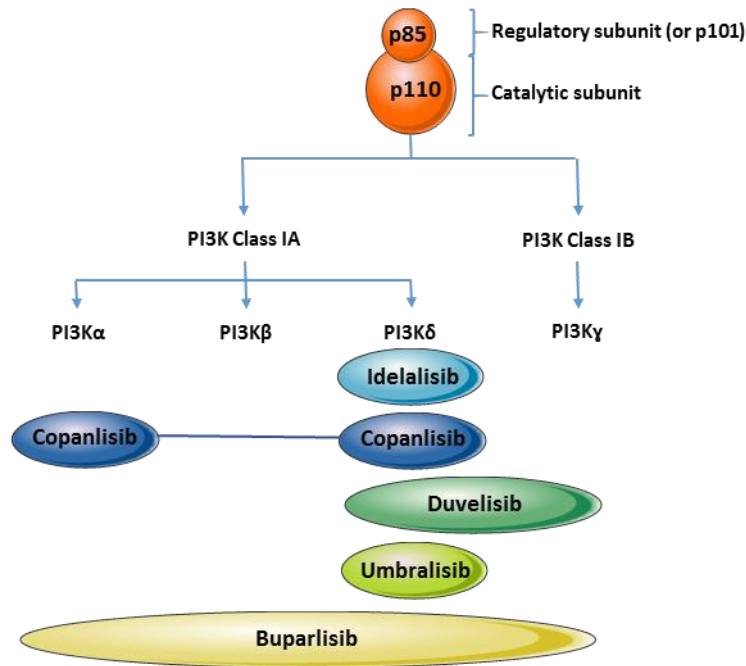 p85
Regulatory subunit (or p101)
p110
Catalytic subunit
PI3K Class IA
PI3K Class IB
PI3Kα
PI3Kβ
PI3Kδ
PI3Kɣ
Idelalisib
Copanlisib
Copanlisib
Duvelisib
Umbralisib
Buparlisib